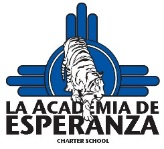 LA ACADEMIA DE
ESPERANZA
CHARTER SCHOOL